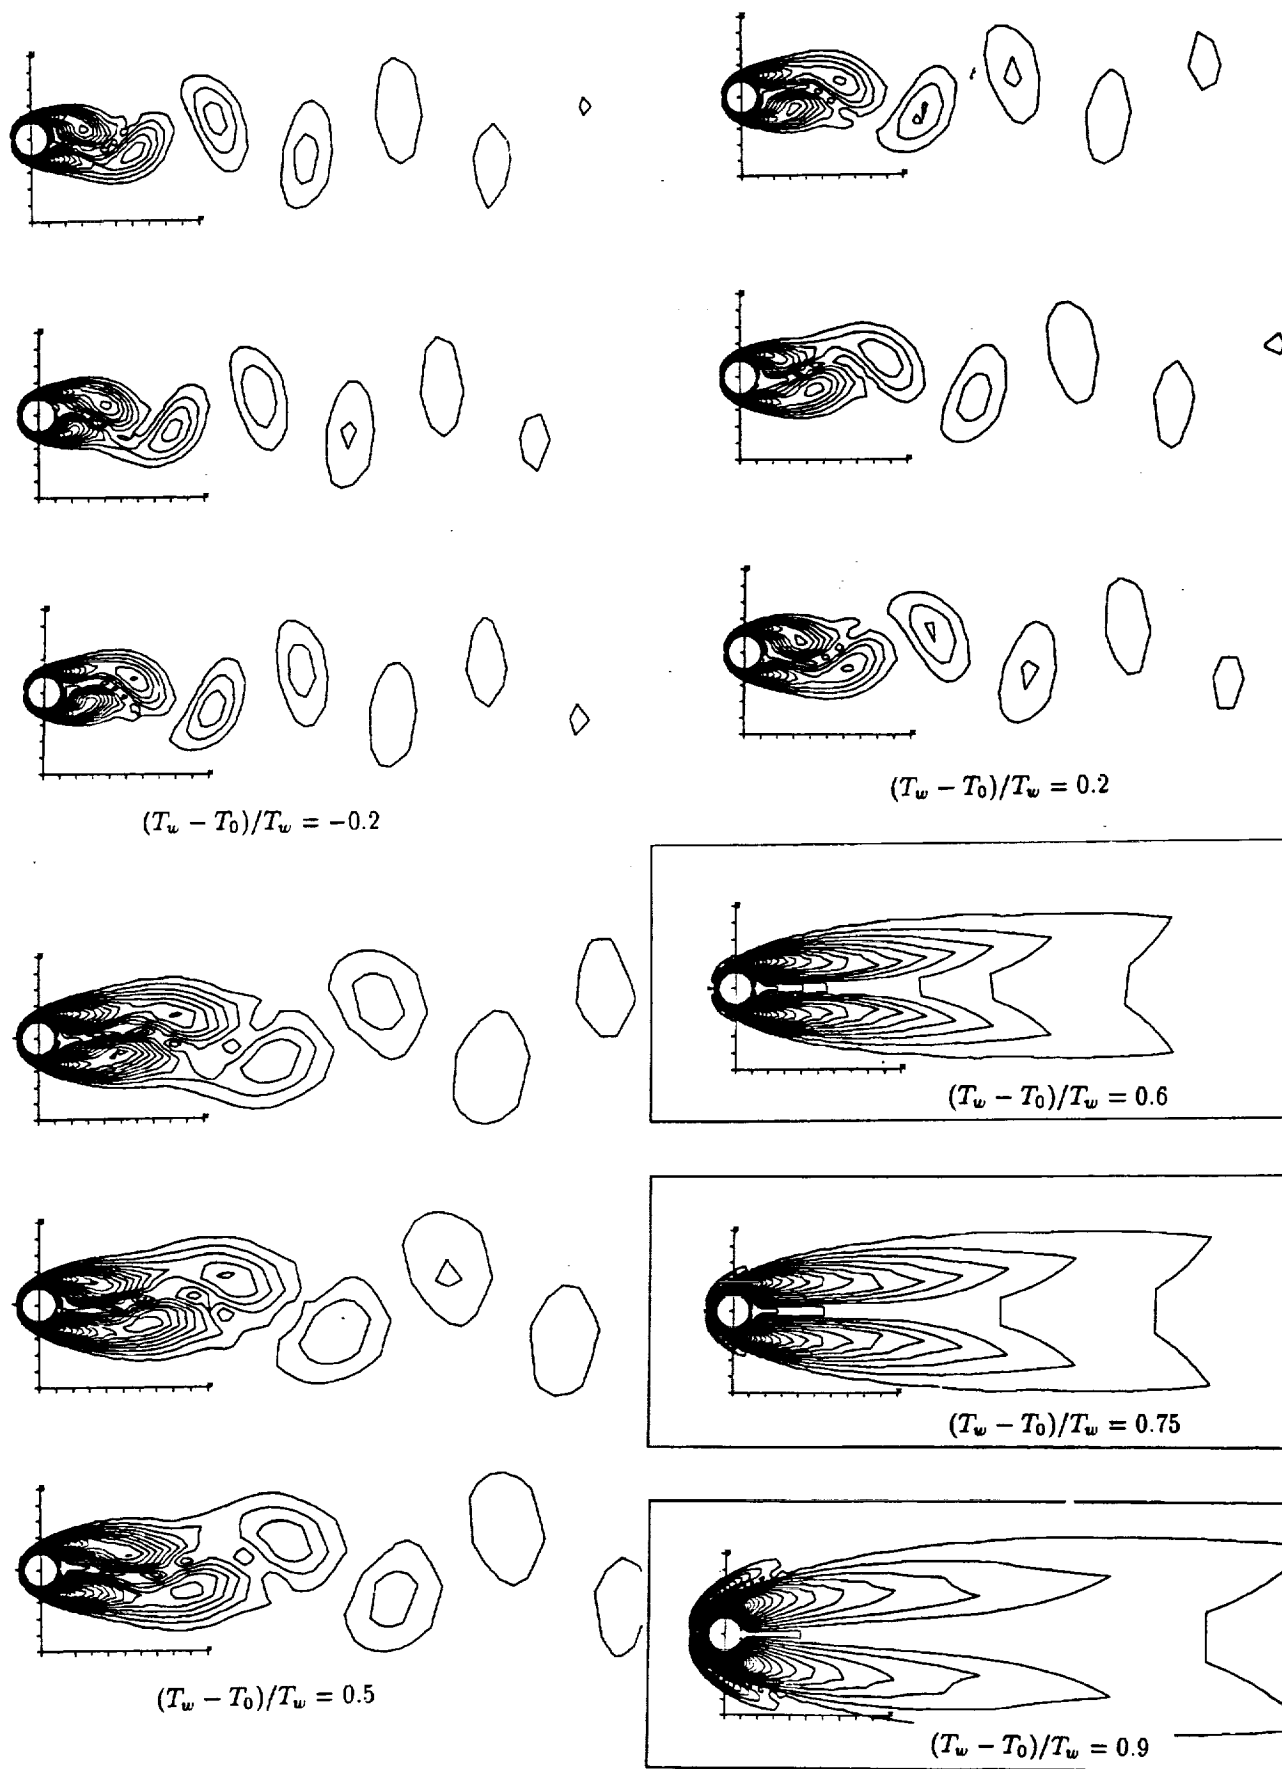 (T_w − T_0)/T_w = −0.2
(T_w − T_0)/T_w = 0.2
(T_w − T_0)/T_w = 0.6
(T_w − T_0)/T_w = 0.75
(T_w − T_0)/T_w = 0.5
(T_w − T_0)/T_w = 0.9